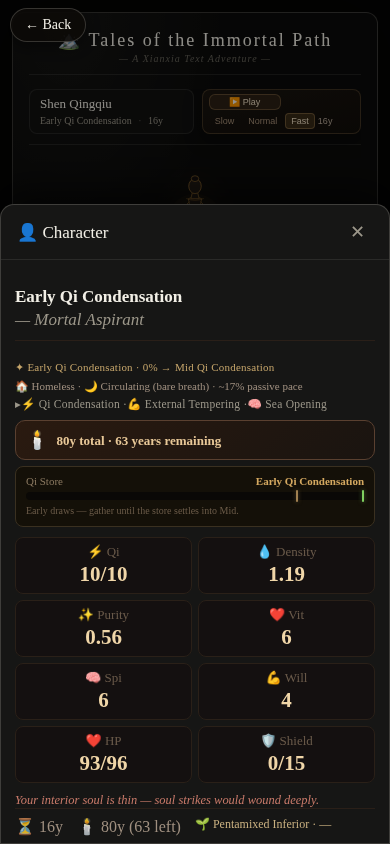 ← Back
Tales of the Immortal Path
— A Xianxia Text Adventure —
Shen Qingqiu
Early Qi Condensation · 16y
▶ Play
Slow Normal Fast 16y
👤 Character ✕
Early Qi Condensation
— Mortal Aspirant
✦ Early Qi Condensation · 0% → Mid Qi Condensation
🏠 Homeless · 🌙 Circulating (bare breath) · ~17% passive pace
▸⚡ Qi Condensation ·💪 External Tempering ·🧠 Sea Opening
🕯️ 80y total · 63 years remaining
Qi Store Early Qi Condensation
Early draws — gather until the store settles into Mid.
⚡ Qi
10/10
💧 Density
1.19
✨ Purity
0.56
❤️ Vit
6
🧠 Spi
6
💪 Will
4
❤️ HP
93/96
🛡️ Shield
0/15
Your interior soul is thin — soul strikes would wound deeply.
⏳ 16y 🕯️ 80y (63 left) 🌱 Pentamixed Inferior · —